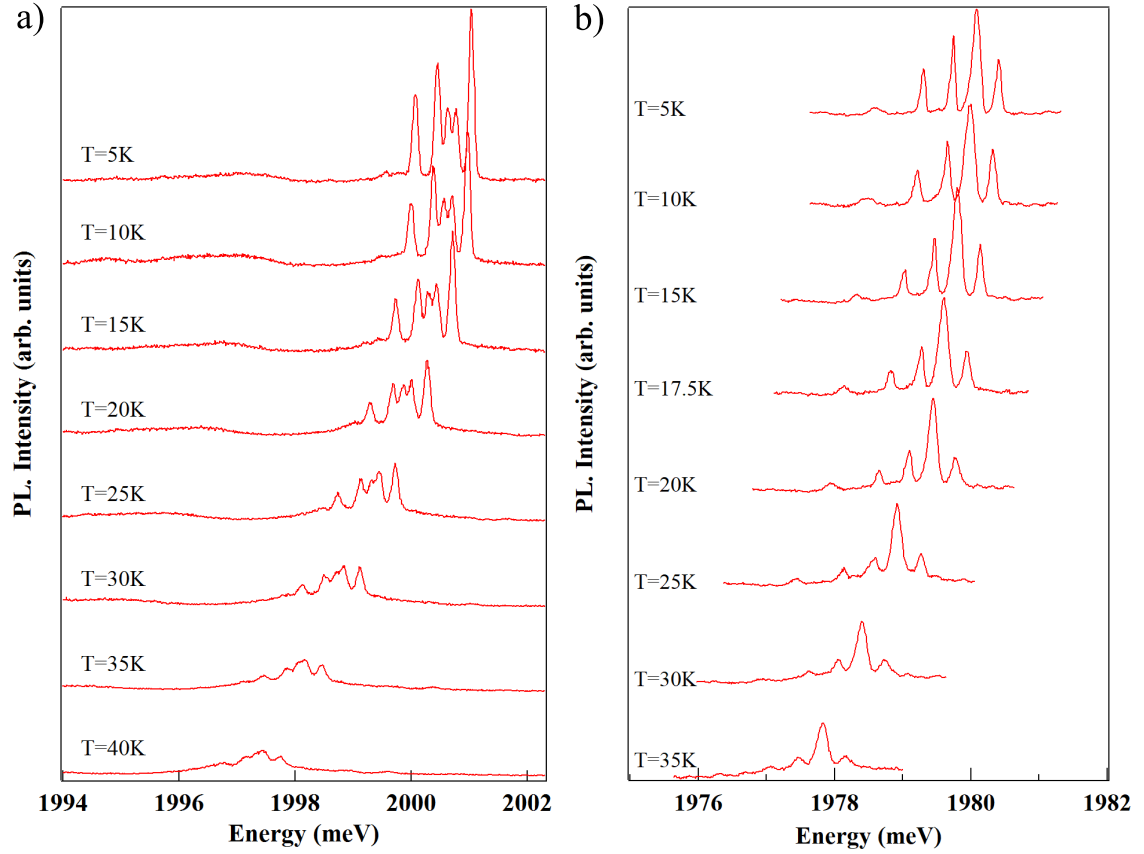 a)
PL. Intensity (arb. units)
T=5K
T=10K
T=15K
T=20K
T=25K
T=30K
T=35K
T=40K
1994 1996 1998 2000 2002
Energy (meV)
b)
PL. Intensity (arb. units)
T=5K
T=10K
T=15K
T=17.5K
T=20K
T=25K
T=30K
T=35K
1976 1978 1980 1982
Energy (meV)